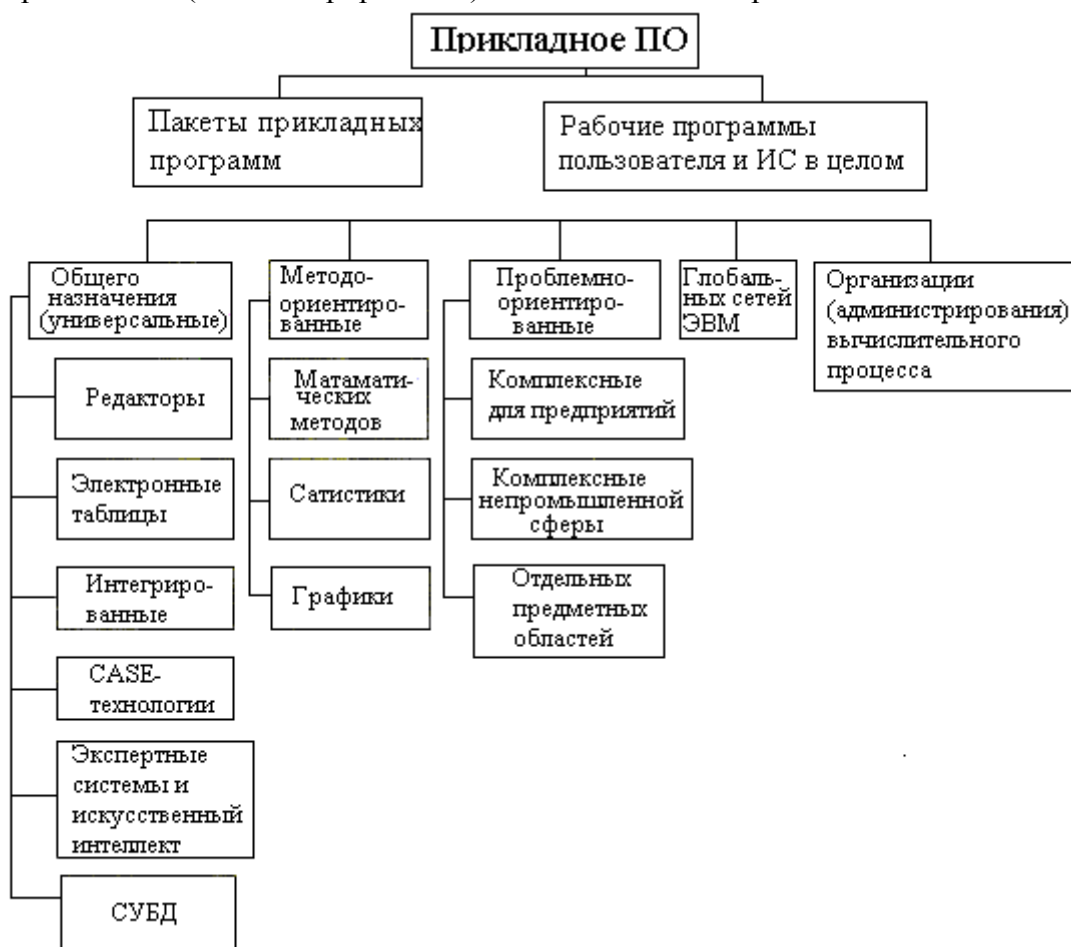 Прикладное ПО
Пакеты прикладных
программ
Рабочие программы
пользователя и ИС в целом
Общего
назначения
(универсальные)
Методо-
ориентиров-
ванные
Проблемно-
ориентиро-
ванные
Глобаль-
ных сетей
ЭВМ
Организации
(администрирования)
вычислительного
процесса
Редакторы
Электронные
таблицы
Интегриро-
ванные
CASE-
технологии
Экспертные
системы и
искусственный
интеллект
СУБД
Матамати-
ческих
методов
Сатистики
Графики
Комплексные
для предприятий
Комплексные
непромышленной
сферы
Отдельных
предметных
областей